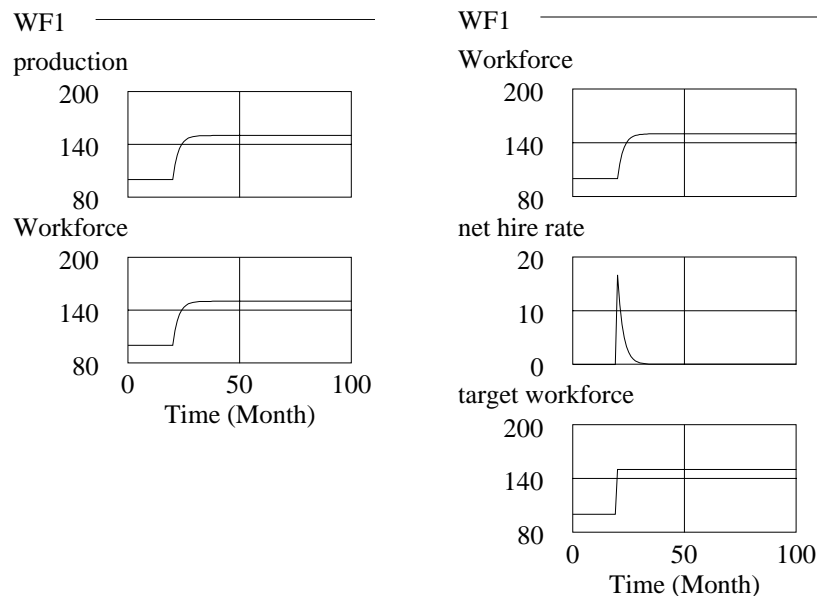 WF1
production
200
140
80
Workforce
200
140
80
0 50 100
Time (Month)
WF1
Workforce
200
140
80
net hire rate
20
10
0
target workforce
200
140
80
0 50 100
Time (Month)